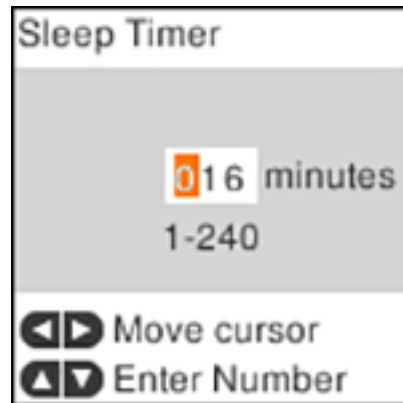 Sleep Timer
016 minutes
1-240
Move cursor
Enter Number